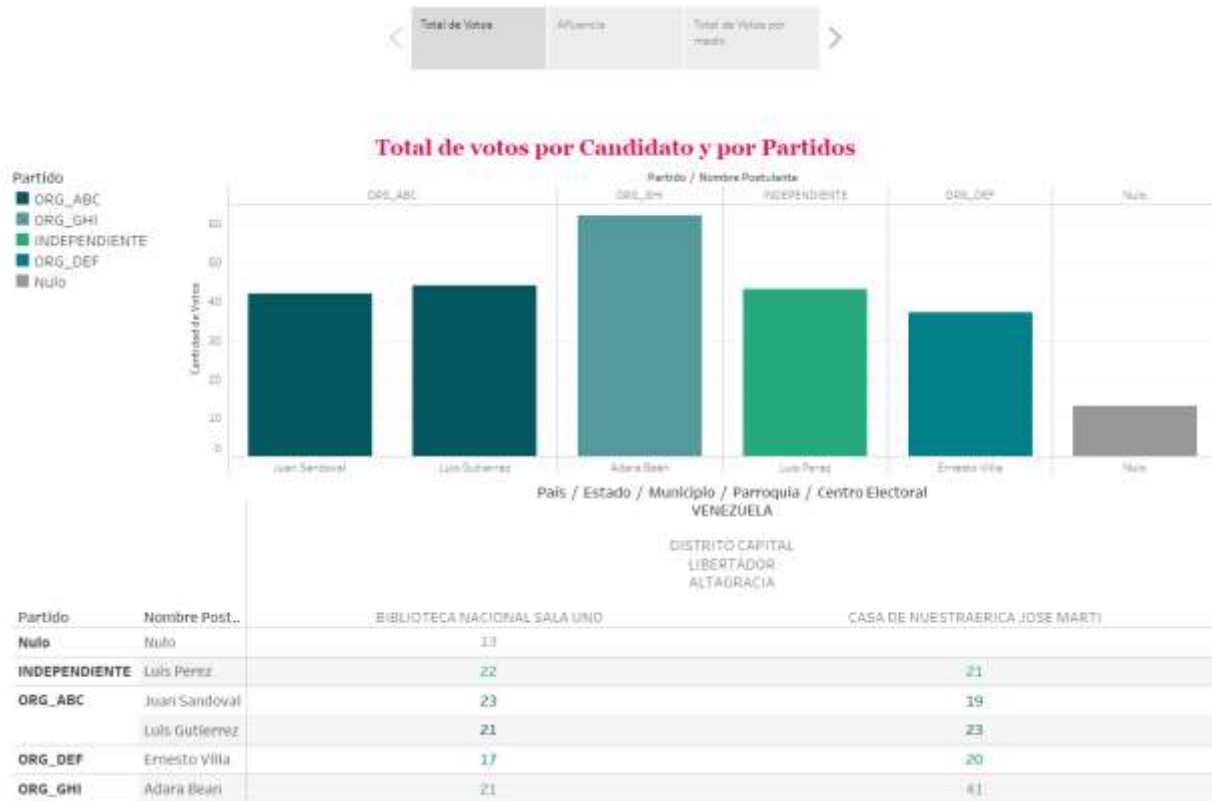 Total de Votos
Afluencia
Total de Votos por
medio
Total de votos por Candidato y por Partidos
Partido
ORG_ABC
ORG_GHI
INDEPENDIENTE
ORG_DEF
Nulo
Partido / Nombre Postulante
ORG_ABC ORG_GHI INDEPENDIENTE ORG_DEF Nulo
Cantidad de Votos
60
50
40
30
20
10
0
Juan Sandoval Luis Gutierrez Adara Bean Luis Perez Ernesto Villa Nulo
País / Estado / Municipio / Parroquia / Centro Electoral
VENEZUELA
DISTRITO CAPITAL
LIBERTADOR
ALTAGRACIA
Partido Nombre Post.. BIBLIOTECA NACIONAL SALA UNO CASA DE NUESTRAERICA JOSE MARTI
Nulo Nulo 13
INDEPENDIENTE Luis Perez 22 21
ORG_ABC Juan Sandoval 23 19
Luis Gutierrez 21 23
ORG_DEF Ernesto Villa 17 20
ORG_GHI Adara Bean 21 41